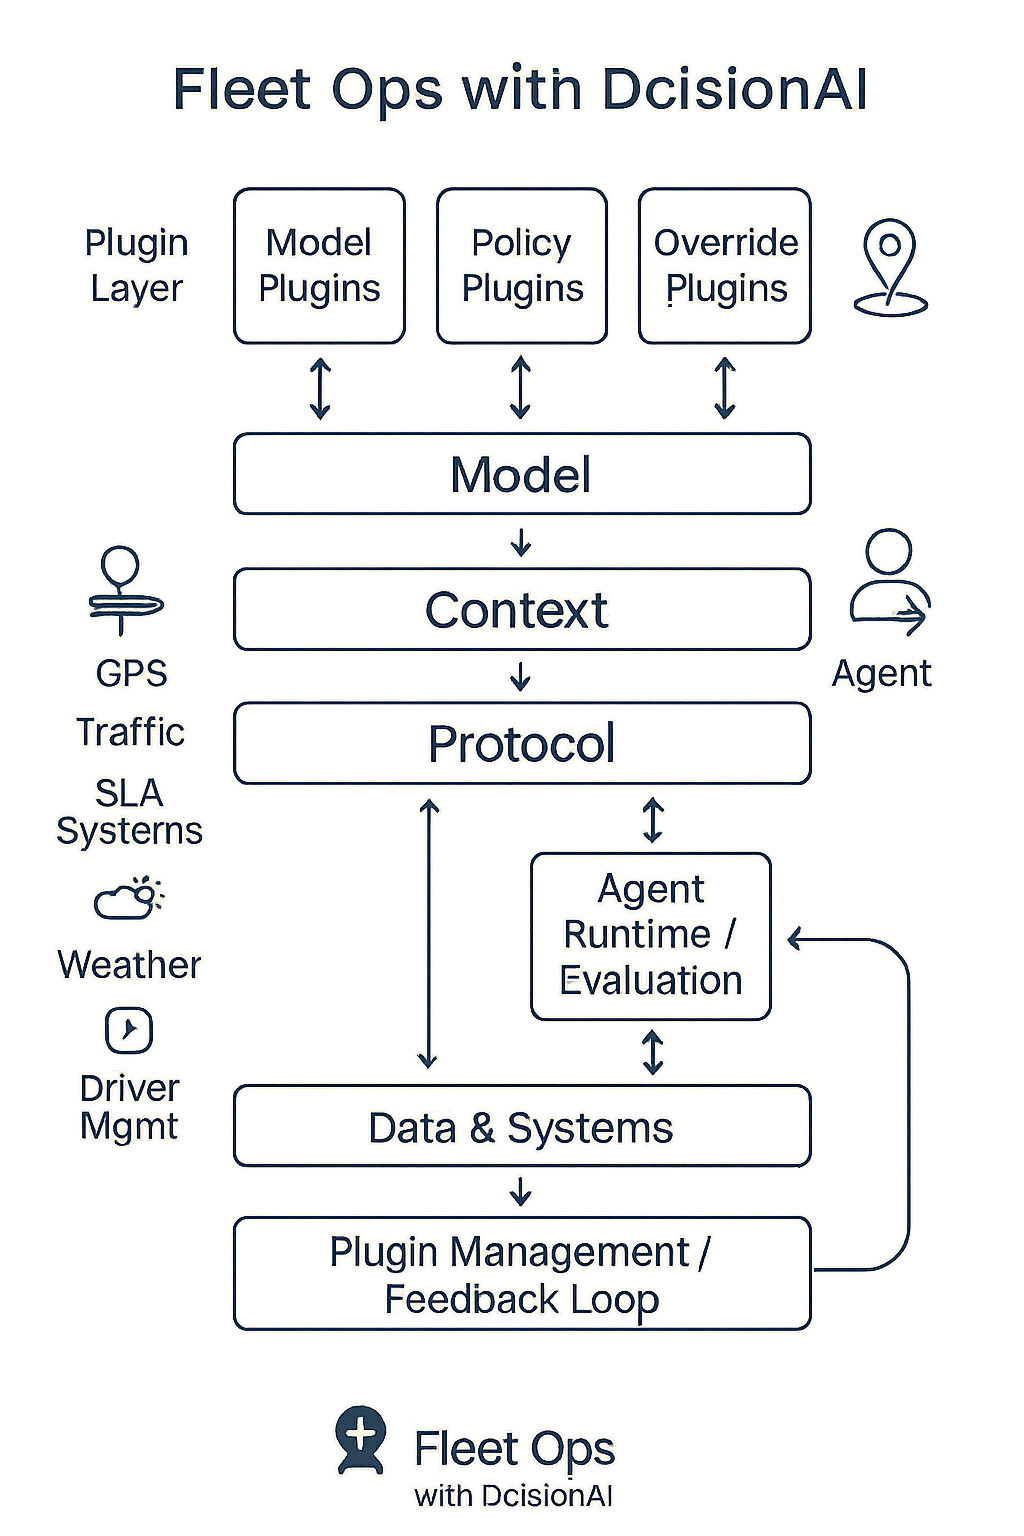 Fleet Ops with DcisionAI
Plugin
Layer
Model
Plugins
Policy
Plugins
Override
Plugins
Model
Context
Protocol
GPS
Traffic
SLA
Systerns
Weather
Driver
Mgmt
Agent
Agent
Runtime /
Evaluation
Data & Systems
Plugin Management /
Feedback Loop
Fleet Ops
with DcisionAI